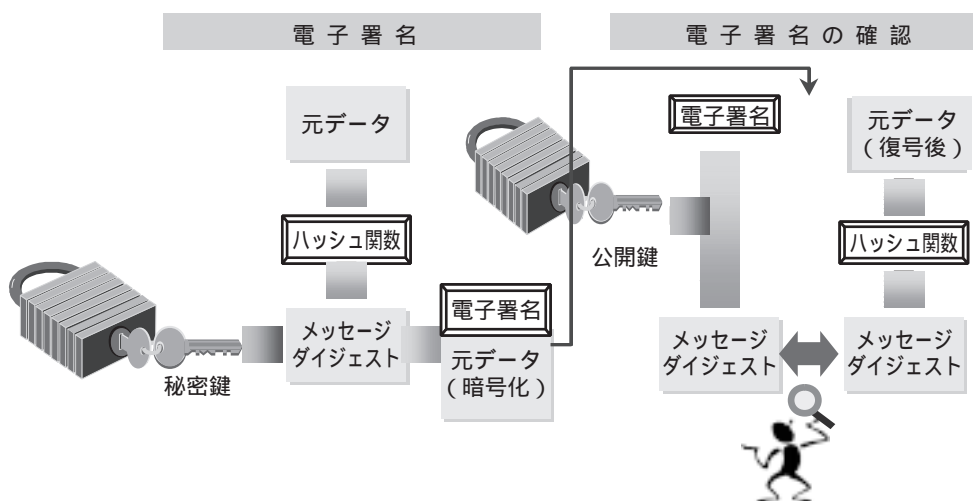 電子署名
元データ
ハッシュ関数
メッセージ
ダイジェスト
秘密鍵
電子署名
元データ
（暗号化）
電子署名の確認
電子署名
公開鍵
メッセージ
ダイジェスト
元データ
（復号後）
ハッシュ関数
メッセージ
ダイジェスト